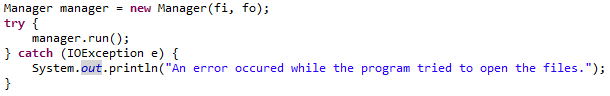 Manager manager = new Manager(fi, fo);
try {
    manager.run();
} catch (IOException e) {
    System.out.println("An error occured while the program tried to open the files.");
}